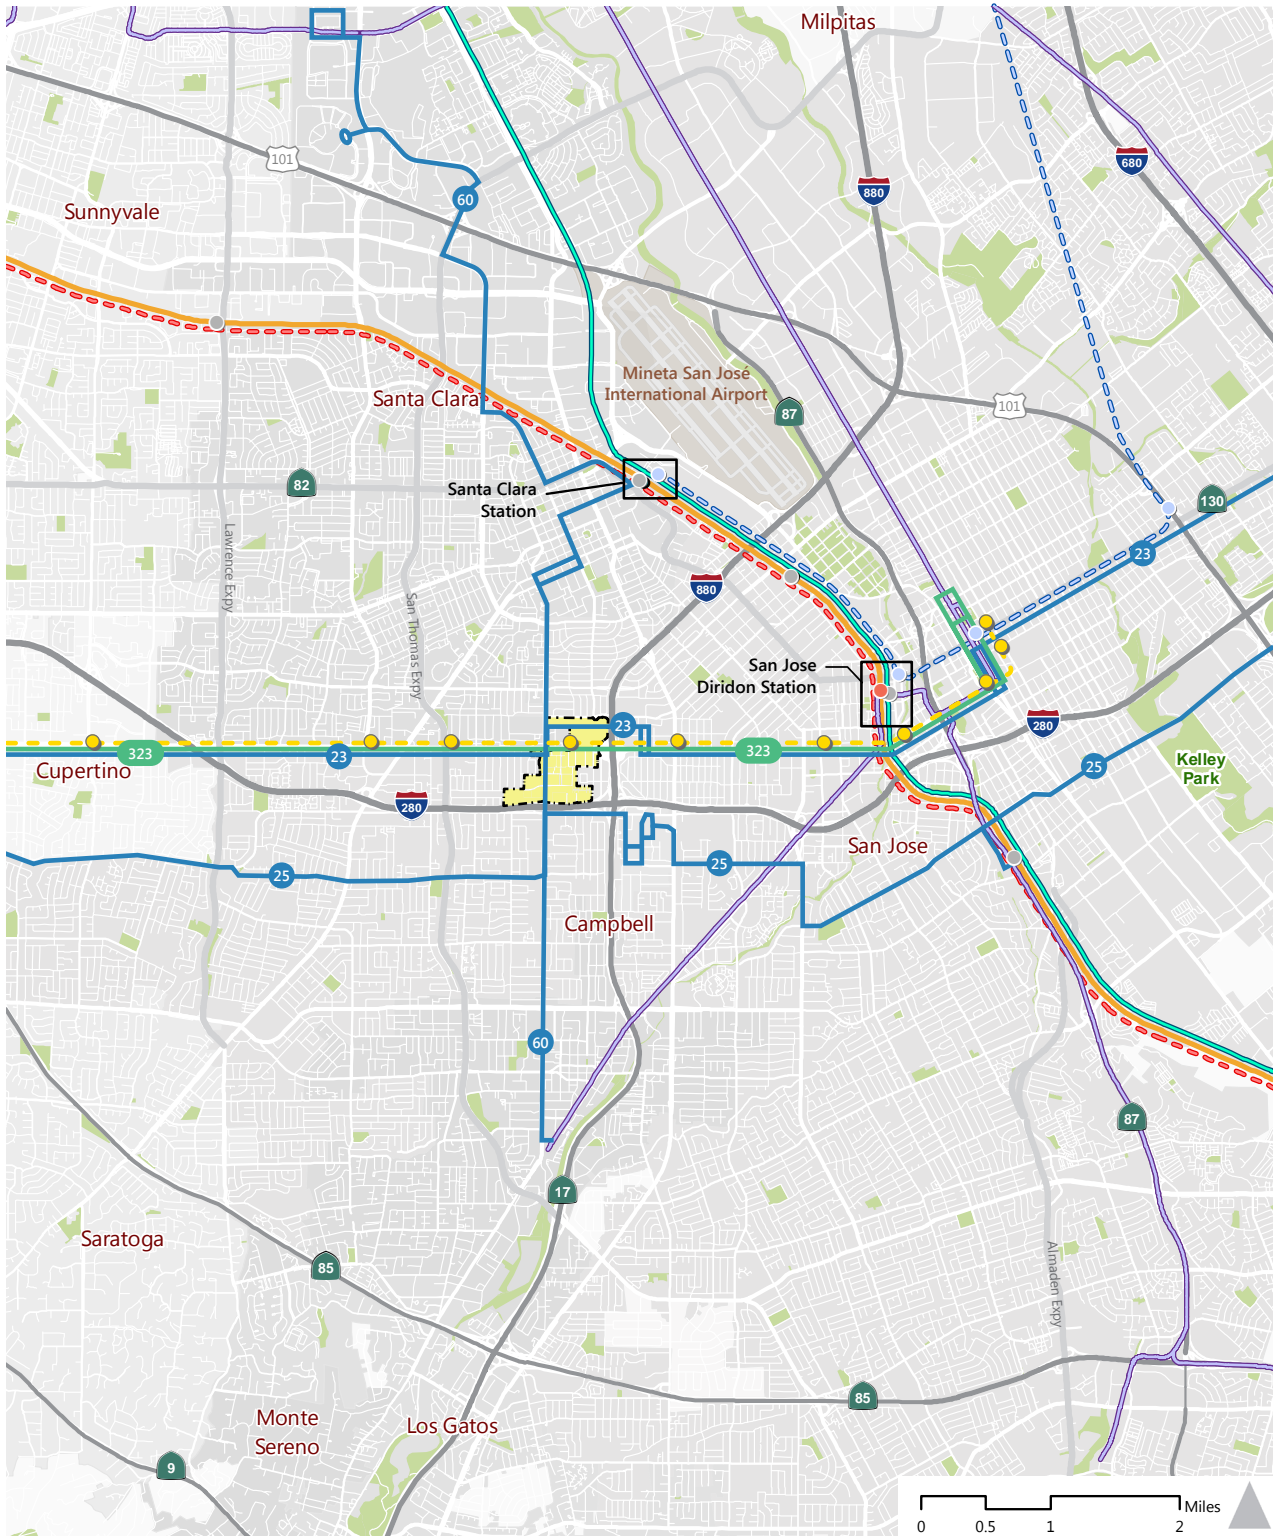 Milpitas
101
680
880
60
Sunnyvale
Mineta San José
International Airport
Santa Clara
87
101
82
Santa Clara
Station
130
Lawrence Expy
23
880
San Thomas Expy
San Jose
Diridon Station
23
280
323
23
323
Cupertino
25
Kelley
Park
280
San Jose
25
25
Campbell
60
87
17
Saratoga
85
Almaden Expy
85
Monte
Sereno
Los Gatos
9
Miles
0 0.5 1 2